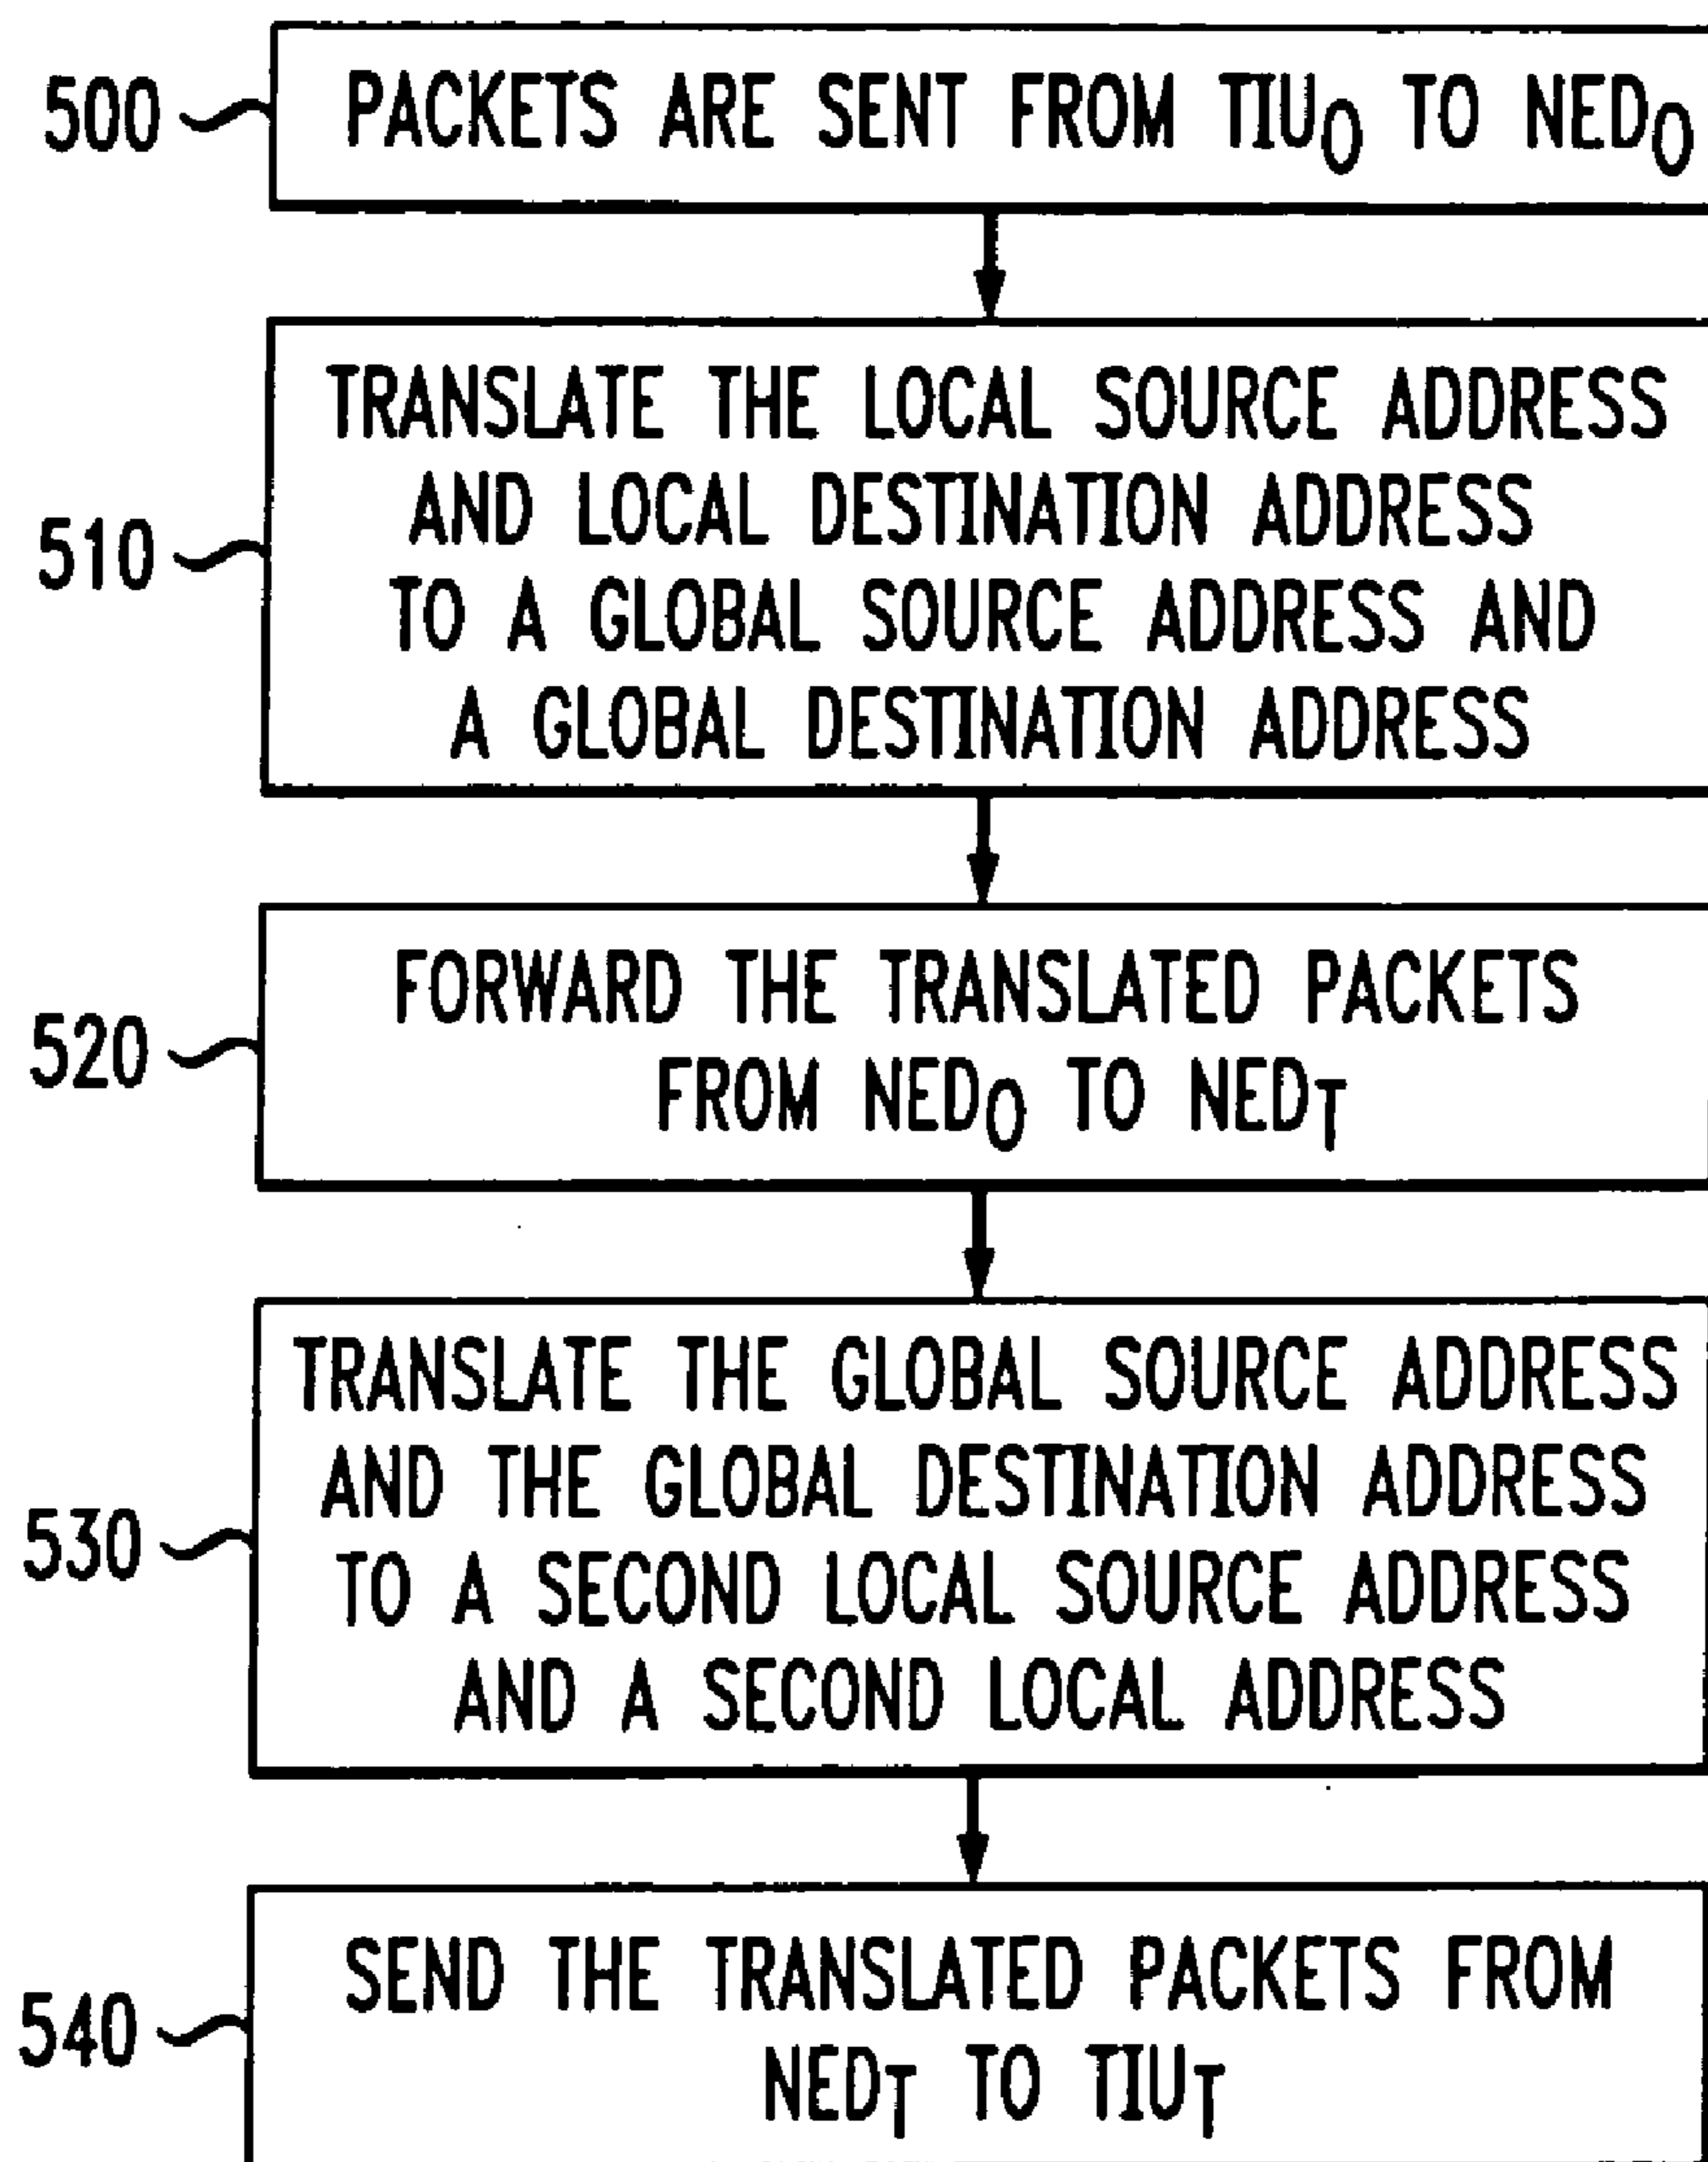 500 PACKETS ARE SENT FROM TIU₀ TO NED₀
TRANSLATE THE LOCAL SOURCE ADDRESS
AND LOCAL DESTINATION ADDRESS
510
TO A GLOBAL SOURCE ADDRESS AND
A GLOBAL DESTINATION ADDRESS
FORWARD THE TRANSLATED PACKETS
520
FROM NED₀ TO NEDT
TRANSLATE THE GLOBAL SOURCE ADDRESS
AND THE GLOBAL DESTINATION ADDRESS
530
TO A SECOND LOCAL SOURCE ADDRESS
AND A SECOND LOCAL ADDRESS
SEND THE TRANSLATED PACKETS FROM
540
NEDT TO TIUT